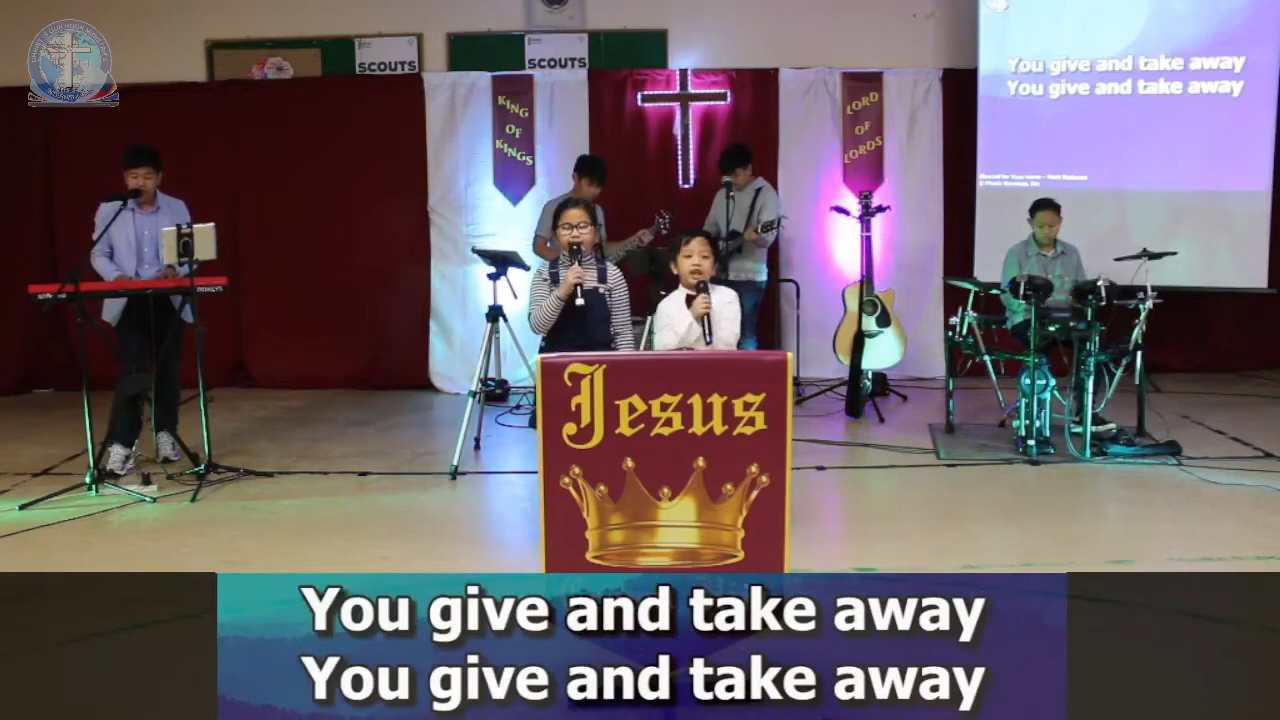 SCOUTS
SCOUTS
KING
OF
KINGS
LORD
OF
LORDS
You give and take away
You give and take away
Jesus
You give and take away
You give and take away